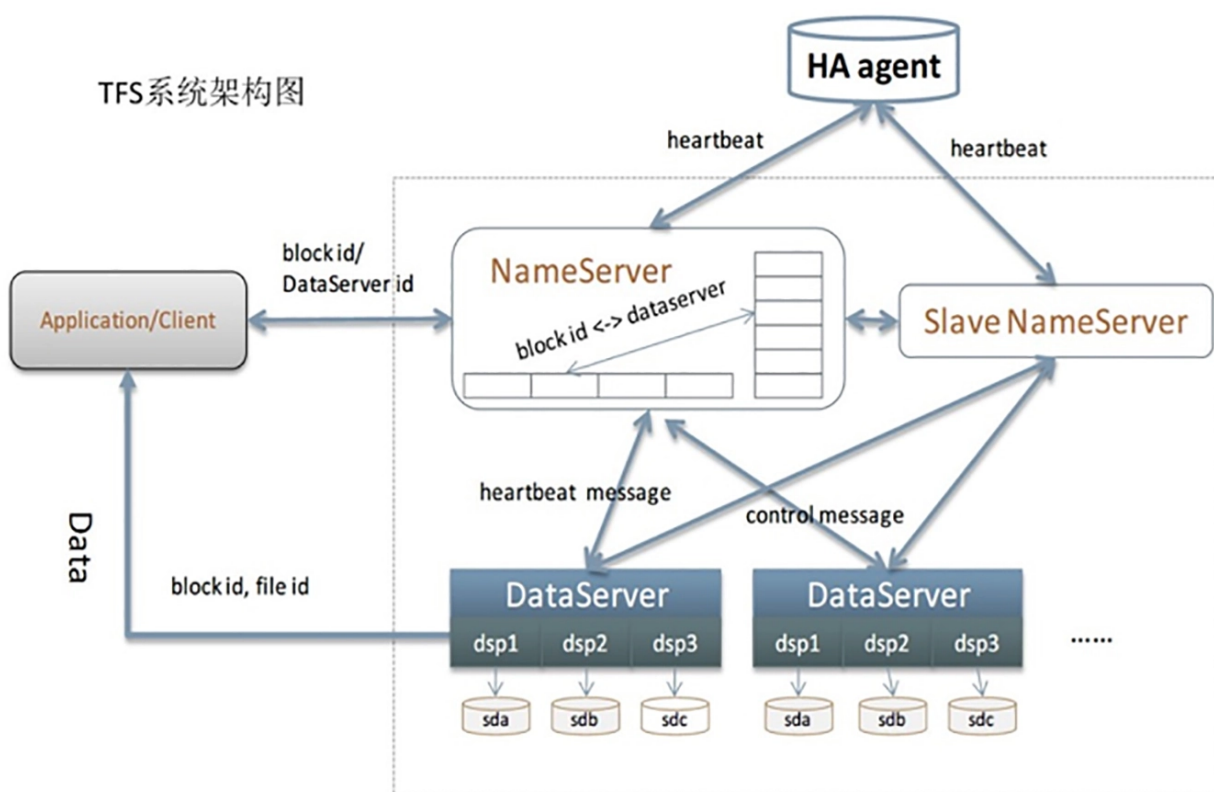 HA agent
TFS系统架构图
heartbeat
heartbeat
block id/
DataServer id
NameServer
block id <-> dataserver
Application/Client
Slave NameServer
heartbeat message
control message
Data
block id, file id
DataServer
dsp1 dsp2 dsp3
sda sdb sdc
DataServer
dsp1 dsp2 dsp3
sda sdb sdc
......